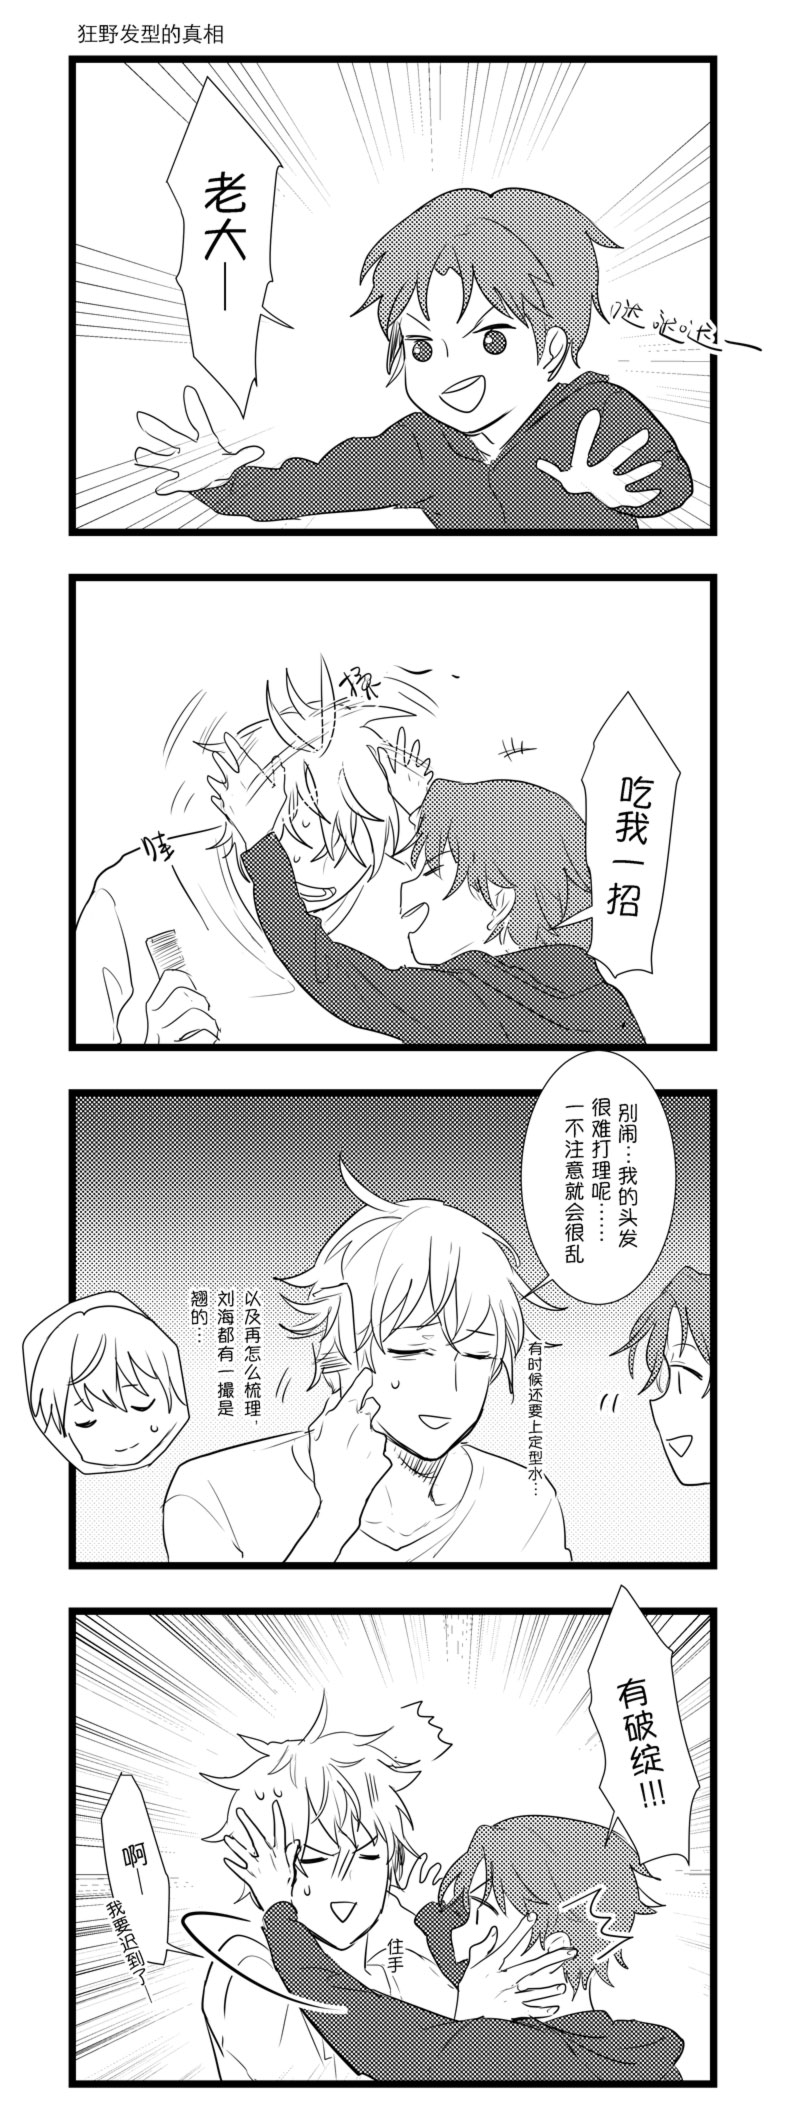 狂野发型的真相
老大—
哒哒哒—
揉
哇
吃我一招
别闹…我的头发
很难打理呢……
一不注意就会很乱
有时候还要上定型水…
以及再怎么梳理，
刘海都有一撮是
翘的…
有破绽!!!
啊—
我要迟到了—
住手